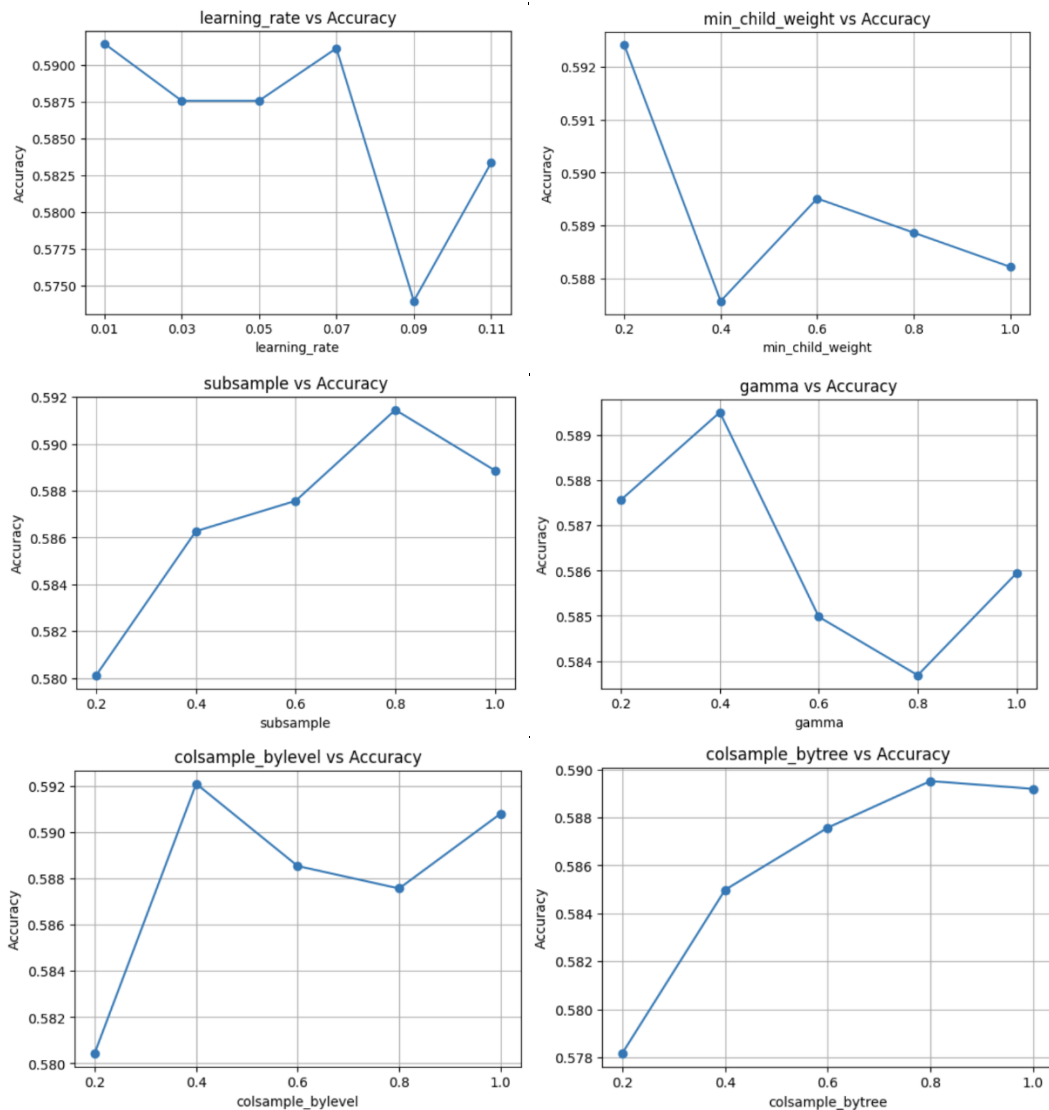 learning_rate vs Accuracy
0.5900
0.5875
0.5850
0.5825
0.5800
0.5775
0.5750
Accuracy
0.01 0.03 0.05 0.07 0.09 0.11
learning_rate
min_child_weight vs Accuracy
0.592
0.591
0.590
0.589
0.588
Accuracy
0.2 0.4 0.6 0.8 1.0
min_child_weight
subsample vs Accuracy
0.592
0.590
0.588
0.586
0.584
0.582
0.580
Accuracy
0.2 0.4 0.6 0.8 1.0
subsample
gamma vs Accuracy
0.589
0.588
0.587
0.586
0.585
0.584
Accuracy
0.2 0.4 0.6 0.8 1.0
gamma
colsample_bylevel vs Accuracy
0.592
0.590
0.588
0.586
0.584
0.582
0.580
Accuracy
0.2 0.4 0.6 0.8 1.0
colsample_bylevel
colsample_bytree vs Accuracy
0.590
0.588
0.586
0.584
0.582
0.580
0.578
Accuracy
0.2 0.4 0.6 0.8 1.0
colsample_bytree